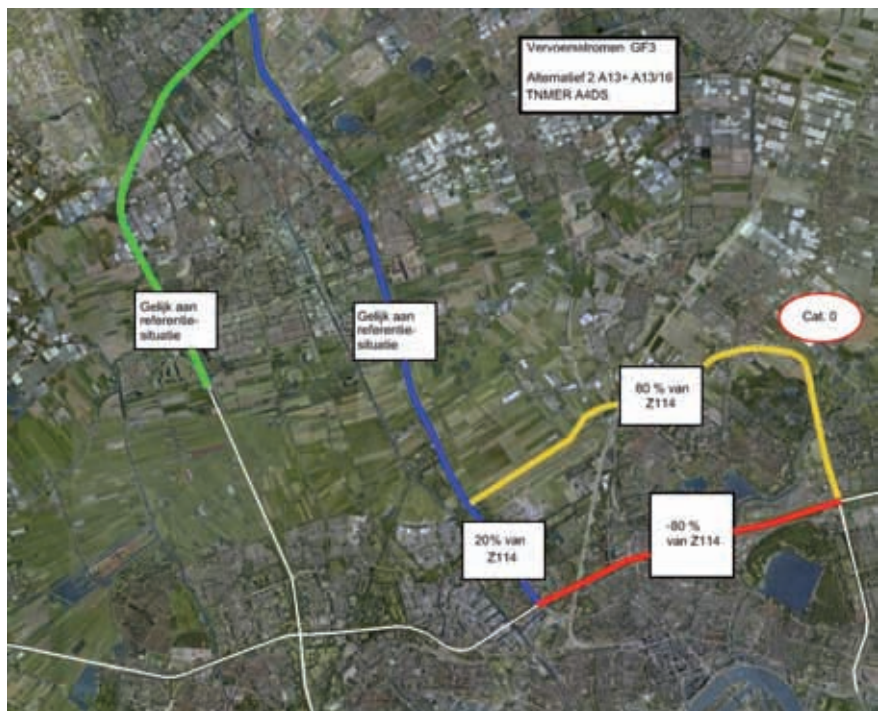 Vervoersstromen GF3
Alternatief 2 A13+ A13/16
TNMER A4DS
Gelijk aan
referentie-
situatie
Gelijk aan
referentie-
situatie
Cat. 0
80 % van
Z114
20% van
Z114
-80 %
van Z114